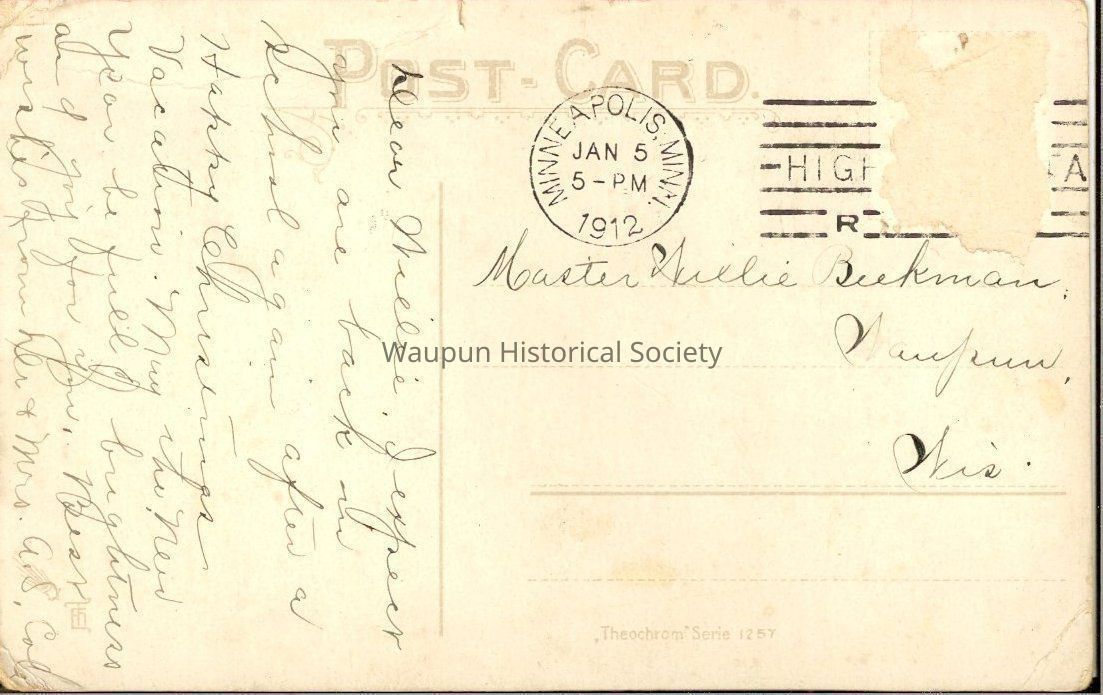 POST-CARD.
MINNEAPOLIS, MINN.
JAN 5
5-PM
1912
HIGH
R
Master Willie Beekman,
Waupun,
Wis.
Dear Willie. I expect
you are back in
School again after a
Happy Christmas
Vacation. May the New
Year be full of brightness
and joy for you. Best
wishes from Mr & Mrs. A.S.
"Theochrom" Serie 1257
Waupun Historical Society